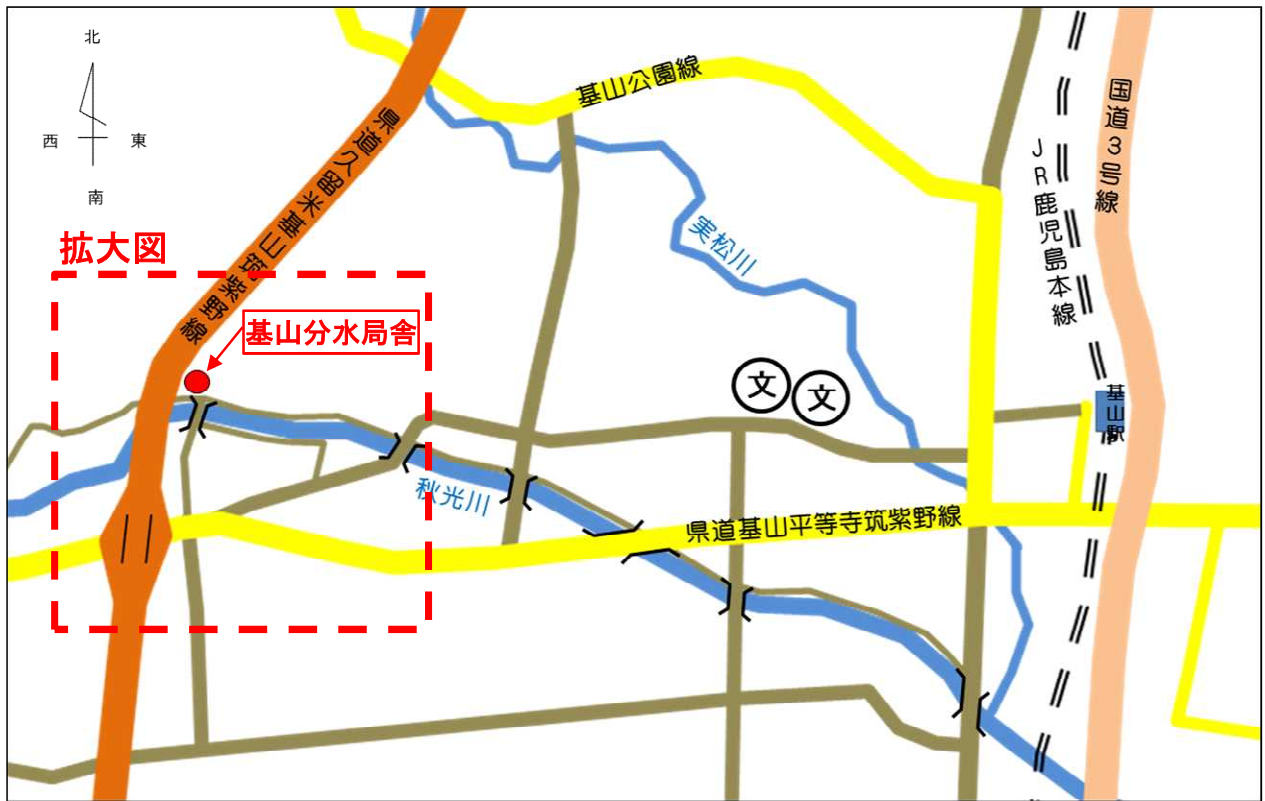 北
西
東
南
拡大図
県道久留米基山筑紫野線
基山分水局舎
基山公園線
実松川
国道3号線
JR鹿児島本線
文
文
基山駅
秋光川
県道基山平等寺筑紫野線